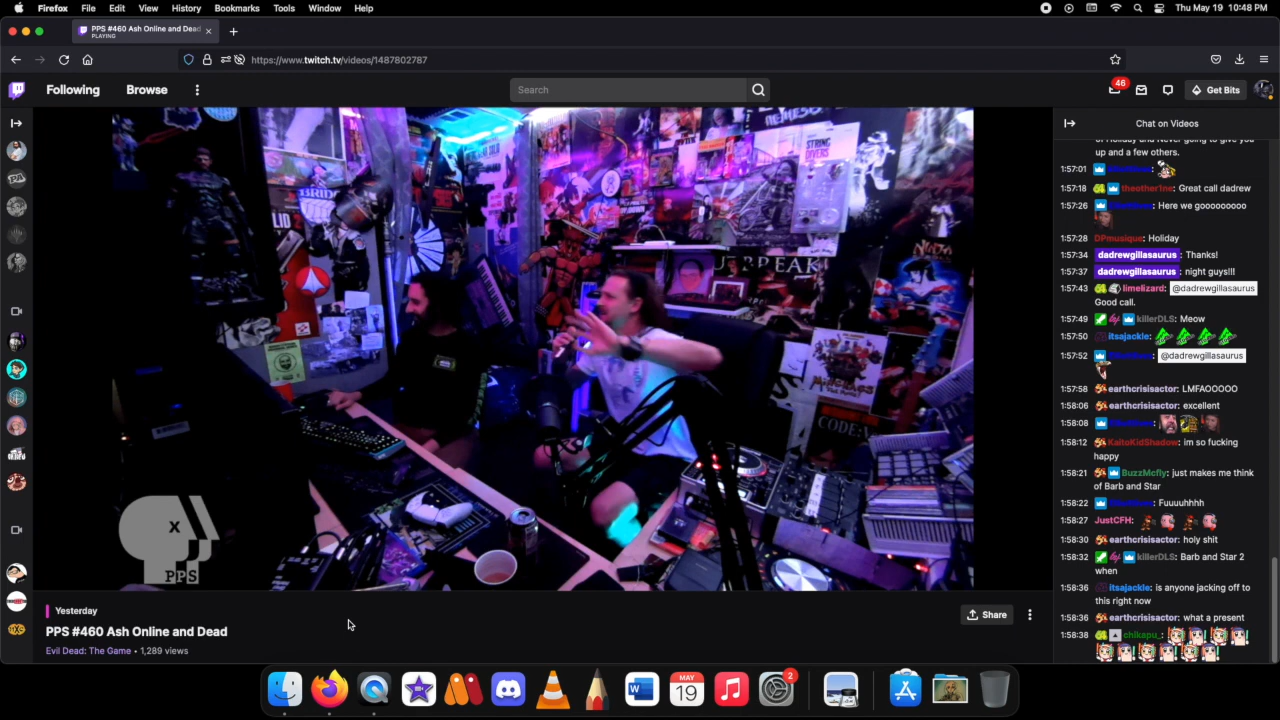 Firefox File Edit View History Bookmarks Tools Window Help Thu May 19 10:48 PM
PPS #460 Ash Online and Dead
PLAYING
https://www.twitch.tv/videos/1487802787
Following Browse Search 46 Get Bits
Chat on Videos
up and a few others.
1:57:01
1:57:18 theother1ne: Great call dadrew
1:57:26 : Here we gooooooooo
1:57:28 DPmusique: Holiday
1:57:34 dadrewgillasaurus : Thanks!
1:57:37 dadrewgillasaurus : night guys!!!
1:57:43 limelizard: @dadrewgillasaurus
Good call.
1:57:49 killerDLS: Meow
1:57:50 itsajackle:
1:57:52 : @dadrewgillasaurus
1:57:58 earthcrisisactor: LMFAOOOOO
1:58:06 earthcrisisactor: excellent
1:58:08
1:58:12 KaitoKidShadow: im so fucking
happy
1:58:21 BuzzMcfly: just makes me think
of Barb and Star
1:58:22 : Fuuuuhhhh
1:58:27 JustCFH:
1:58:30 earthcrisisactor: holy shit
1:58:32 killerDLS: Barb and Star 2
when
1:58:36 itsajackle: is anyone jacking off to
this right now
1:58:36 earthcrisisactor: what a present
1:58:38 chikapu_:
STRING
DIVERS
NINJA
CODE
X
PPS
Yesterday
Share
PPS #460 Ash Online and Dead
Evil Dead: The Game • 1,289 views
MAY
19
2